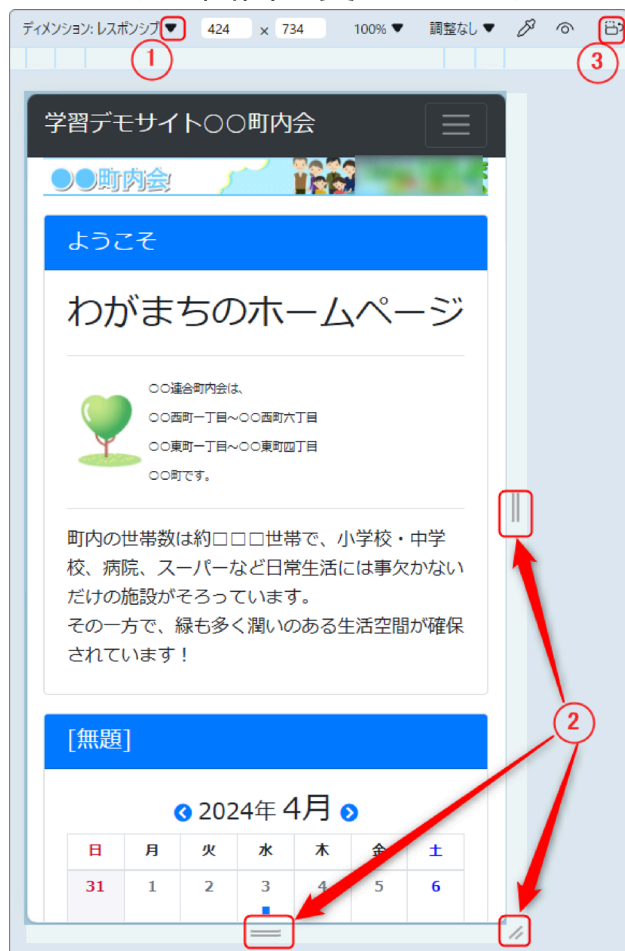 ディメンション: レスポンシブ ▼ 424 × 734 100% ▼ 調整なし ▼
1
3
学習デモサイト○○町内会
●●町内会
ようこそ
わがまちのホームページ
○○連合町内会は、
○○西町一丁目～○○西町六丁目
○○東町一丁目～○○東町四丁目
○○町です。
町内の世帯数は約□□□世帯で、小学校・中学
校、病院、スーパーなど日常生活には事欠かない
だけの施設がそろっています。
その一方で、緑も多く潤いのある生活空間が確保
されています！
2
[無題]
2024年 4月
日 月 火 水 木 金 土
31 1 2 3 4 5 6